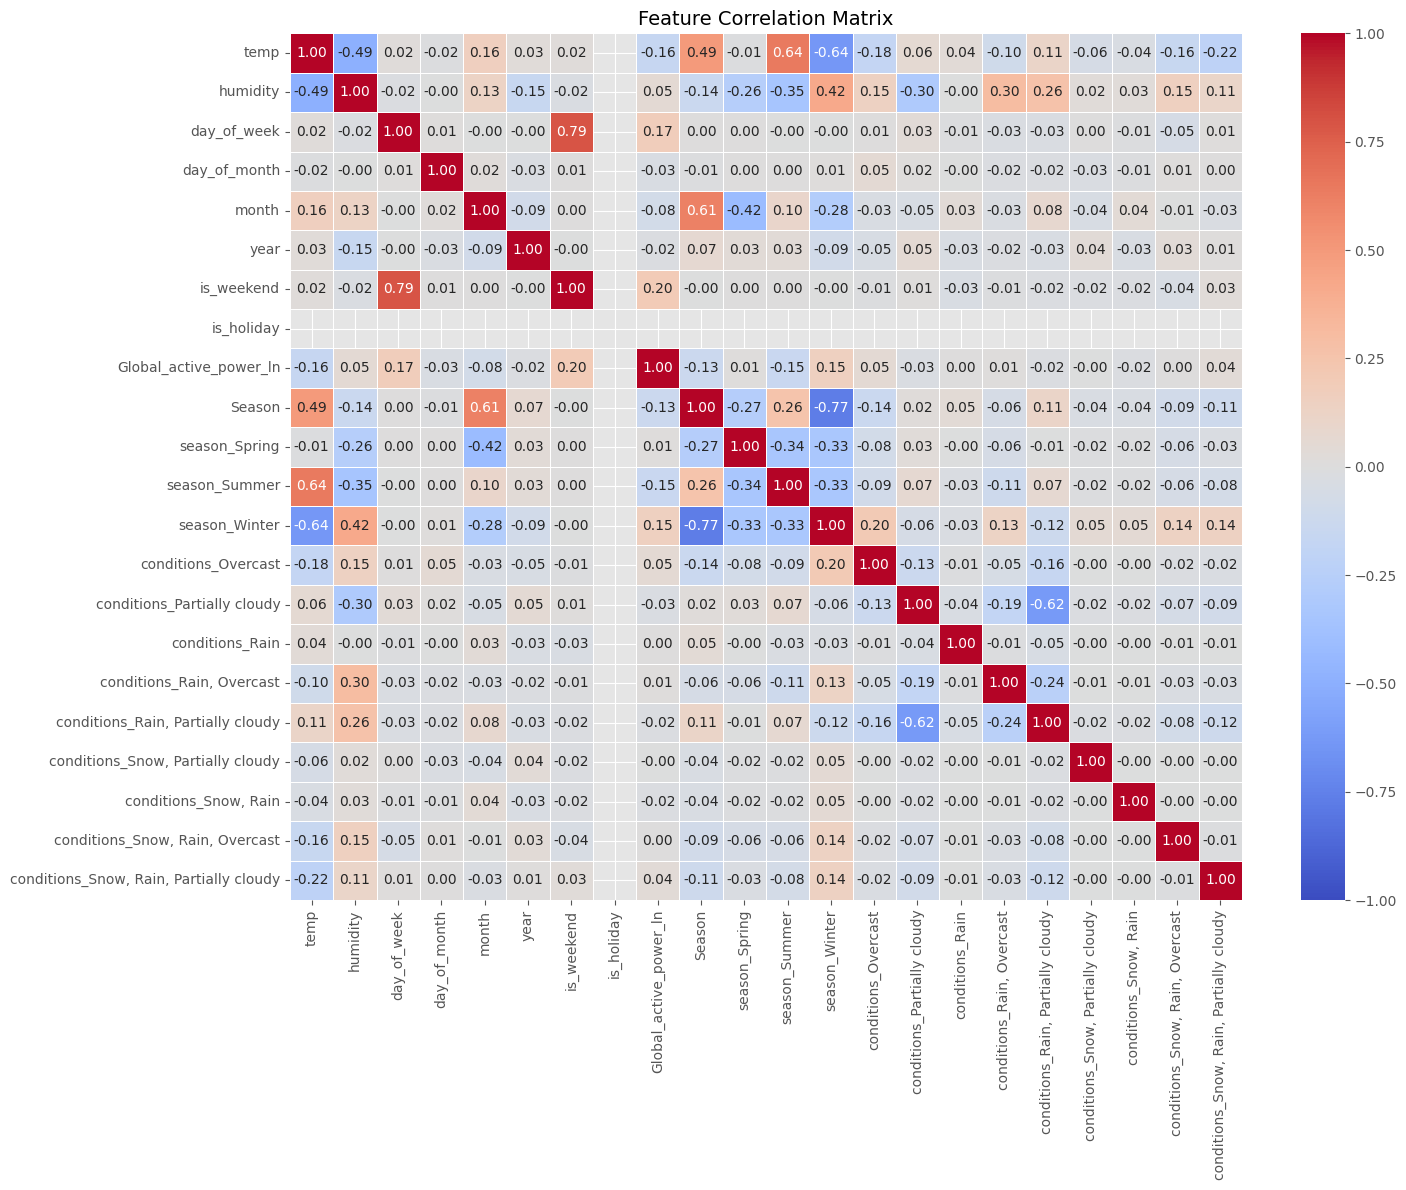 Feature Correlation Matrix
temp 1.00 -0.49 0.02 -0.02 0.16 0.03 0.02 -0.16 0.49 -0.01 0.64 -0.64 -0.18 0.06 0.04 -0.10 0.11 -0.06 -0.04 -0.16 -0.22
humidity -0.49 1.00 -0.02 -0.00 0.13 -0.15 -0.02 0.05 -0.14 -0.26 -0.35 0.42 0.15 -0.30 -0.00 0.30 0.26 0.02 0.03 0.15 0.11
day_of_week 0.02 -0.02 1.00 0.01 -0.00 -0.00 0.79 0.17 0.00 0.00 -0.00 -0.00 0.01 0.03 -0.01 -0.03 -0.03 0.00 -0.01 -0.05 0.01
day_of_month -0.02 -0.00 0.01 1.00 0.02 -0.03 0.01 -0.03 -0.01 0.00 0.00 0.01 0.05 0.02 -0.00 -0.02 -0.02 -0.03 -0.01 0.01 0.00
month 0.16 0.13 -0.00 0.02 1.00 -0.09 0.00 -0.08 0.61 -0.42 0.10 -0.28 -0.03 -0.05 0.03 -0.03 0.08 -0.04 0.04 -0.01 -0.03
year 0.03 -0.15 -0.00 -0.03 -0.09 1.00 -0.00 -0.02 0.07 0.03 0.03 -0.09 -0.05 0.05 -0.03 -0.02 -0.03 0.04 -0.03 0.03 0.01
is_weekend 0.02 -0.02 0.79 0.01 0.00 -0.00 1.00 0.20 -0.00 0.00 0.00 -0.00 -0.01 0.01 -0.03 -0.01 -0.02 -0.02 -0.02 -0.04 0.03
is_holiday
Global_active_power_ln -0.16 0.05 0.17 -0.03 -0.08 -0.02 0.20 1.00 -0.13 0.01 -0.15 0.15 0.05 -0.03 0.00 0.01 -0.02 -0.00 -0.02 0.00 0.04
Season 0.49 -0.14 0.00 -0.01 0.61 0.07 -0.00 -0.13 1.00 -0.27 0.26 -0.77 -0.14 0.02 0.05 -0.06 0.11 -0.04 -0.04 -0.09 -0.11
season_Spring -0.01 -0.26 0.00 0.00 -0.42 0.03 0.00 0.01 -0.27 1.00 -0.34 -0.33 -0.08 0.03 -0.00 -0.06 -0.01 -0.02 -0.02 -0.06 -0.03
season_Summer 0.64 -0.35 -0.00 0.00 0.10 0.03 0.00 -0.15 0.26 -0.34 1.00 -0.33 -0.09 0.07 -0.03 -0.11 0.07 -0.02 -0.02 -0.06 -0.08
season_Winter -0.64 0.42 -0.00 0.01 -0.28 -0.09 -0.00 0.15 -0.77 -0.33 -0.33 1.00 0.20 -0.06 -0.03 0.13 -0.12 0.05 0.05 0.14 0.14
conditions_Overcast -0.18 0.15 0.01 0.05 -0.03 -0.05 -0.01 0.05 -0.14 -0.08 -0.09 0.20 1.00 -0.13 -0.01 -0.05 -0.16 -0.00 -0.00 -0.02 -0.02
conditions_Partially cloudy 0.06 -0.30 0.03 0.02 -0.05 0.05 0.01 -0.03 0.02 0.03 0.07 -0.06 -0.13 1.00 -0.04 -0.19 -0.62 -0.02 -0.02 -0.07 -0.09
conditions_Rain 0.04 -0.00 -0.01 -0.00 0.03 -0.03 -0.03 0.00 0.05 -0.00 -0.03 -0.03 -0.01 -0.04 1.00 -0.01 -0.05 -0.00 -0.00 -0.01 -0.01
conditions_Rain, Overcast -0.10 0.30 -0.03 -0.02 -0.03 -0.02 -0.01 0.01 -0.06 -0.06 -0.11 0.13 -0.05 -0.19 -0.01 1.00 -0.24 -0.01 -0.01 -0.03 -0.03
conditions_Rain, Partially cloudy 0.11 0.26 -0.03 -0.02 0.08 -0.03 -0.02 -0.02 0.11 -0.01 0.07 -0.12 -0.16 -0.62 -0.05 -0.24 1.00 -0.02 -0.02 -0.08 -0.12
conditions_Snow, Partially cloudy -0.06 0.02 0.00 -0.03 -0.04 0.04 -0.02 -0.00 -0.04 -0.02 -0.02 0.05 -0.00 -0.02 -0.00 -0.01 -0.02 1.00 -0.00 -0.00 -0.00
conditions_Snow, Rain -0.04 0.03 -0.01 -0.01 0.04 -0.03 -0.02 -0.02 -0.04 -0.02 -0.02 0.05 -0.00 -0.02 -0.00 -0.01 -0.02 -0.00 1.00 -0.00 -0.00
conditions_Snow, Rain, Overcast -0.16 0.15 -0.05 0.01 -0.01 0.03 -0.04 0.00 -0.09 -0.06 -0.06 0.14 -0.02 -0.07 -0.01 -0.03 -0.08 -0.00 -0.00 1.00 -0.01
conditions_Snow, Rain, Partially cloudy -0.22 0.11 0.01 0.00 -0.03 0.01 0.03 0.04 -0.11 -0.03 -0.08 0.14 -0.02 -0.09 -0.01 -0.03 -0.12 -0.00 -0.00 -0.01 1.00
temp
humidity
day_of_week
day_of_month
month
year
is_weekend
is_holiday
Global_active_power_ln
Season
season_Spring
season_Summer
season_Winter
conditions_Overcast
conditions_Partially cloudy
conditions_Rain
conditions_Rain, Overcast
conditions_Rain, Partially cloudy
conditions_Snow, Partially cloudy
conditions_Snow, Rain
conditions_Snow, Rain, Overcast
conditions_Snow, Rain, Partially cloudy
1.00
0.75
0.50
0.25
0.00
−0.25
−0.50
−0.75
−1.00